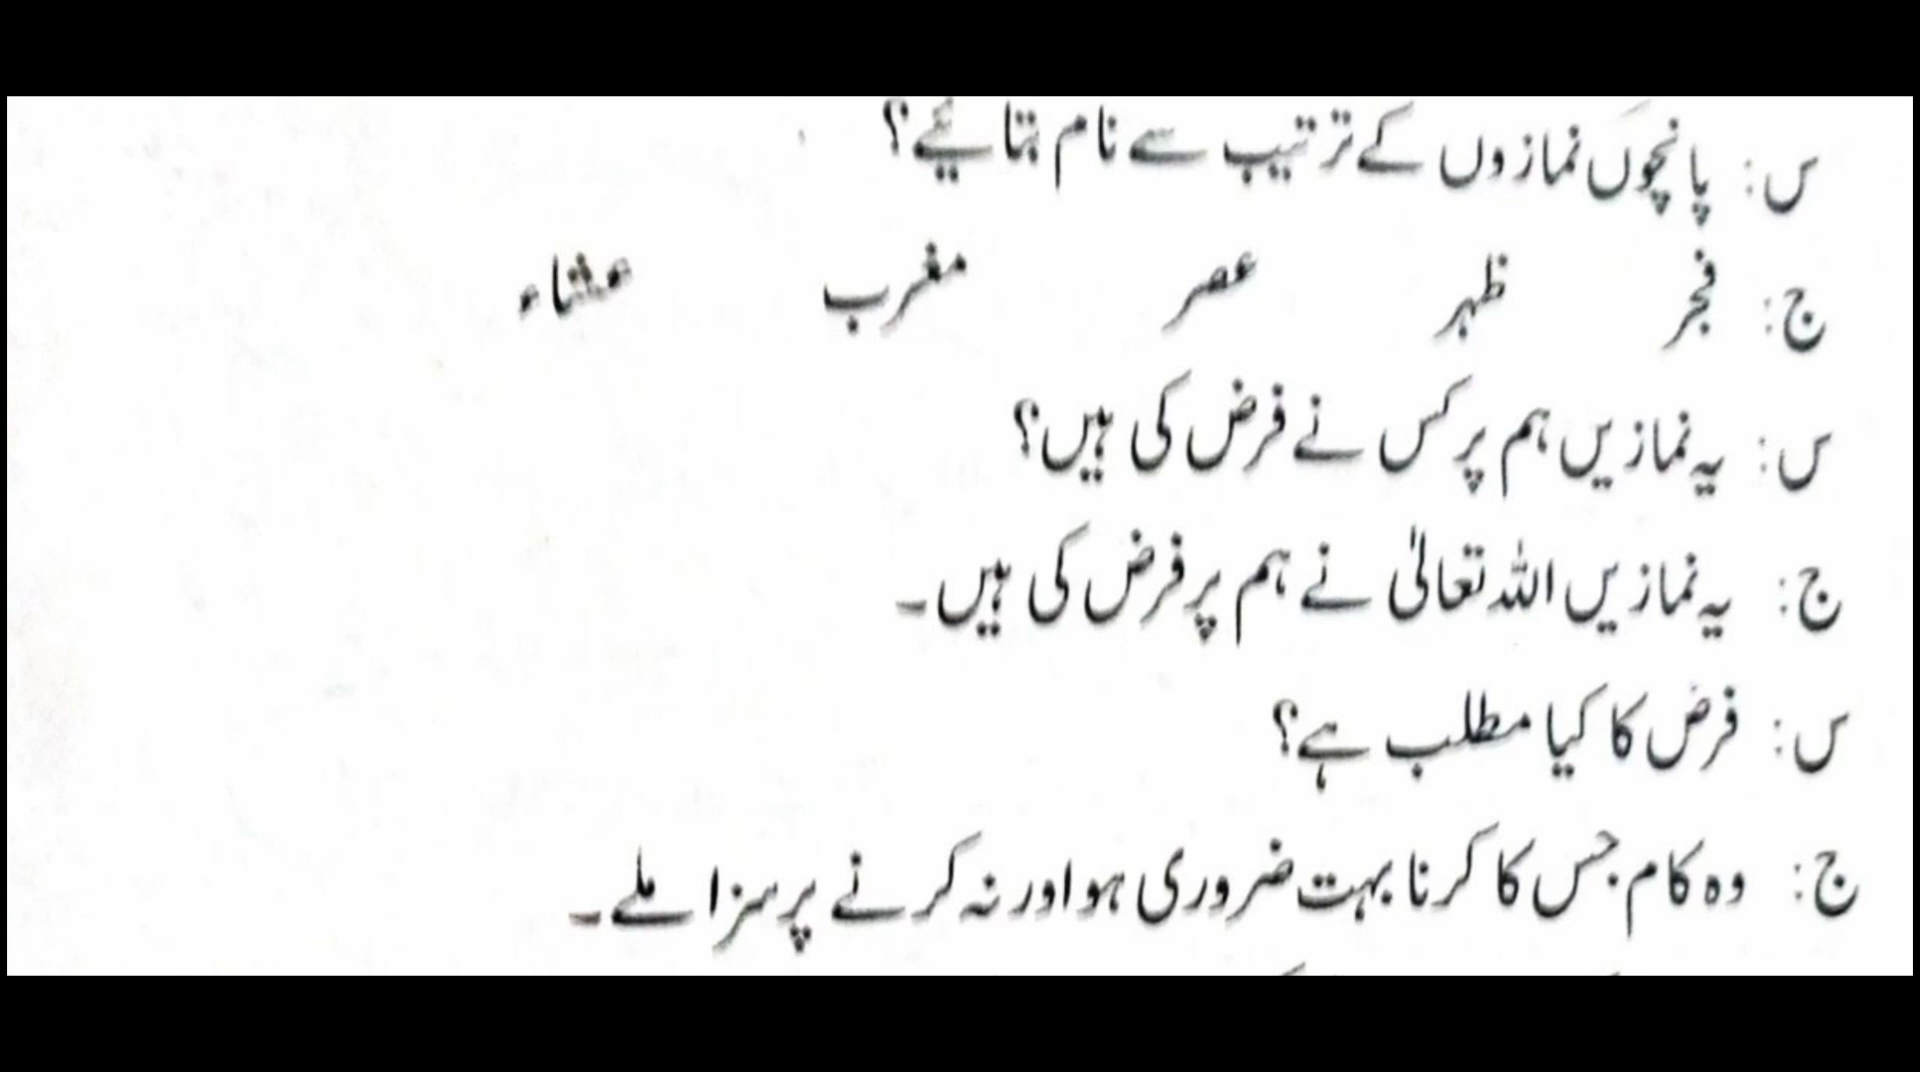 س: پانچوں نمازوں کے ترتیب سے نام بتائیے؟
ج: فجر ظہر عصر مغرب عشاء
س: یہ نمازیں ہم پر کس نے فرض کی ہیں؟
ج: یہ نمازیں اللہ تعالیٰ نے ہم پر فرض کی ہیں۔
س: فرض کا کیا مطلب ہے؟
ج: وہ کام جس کا کرنا بہت ضروری ہو اور نہ کرنے پر سزا ملے۔